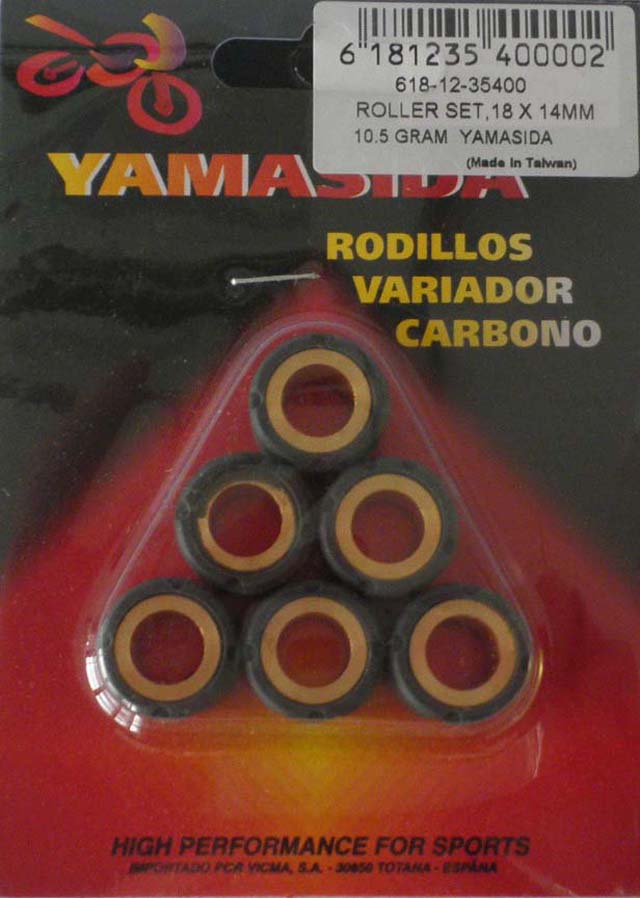 6 181235 400002
618-12-35400
ROLLER SET,18 X 14MM
10.5 GRAM YAMASIDA
(Made in Taiwan)
YAMASIDA
RODILLOS
VARIADOR
CARBONO
HIGH PERFORMANCE FOR SPORTS
IMPORTADO POR VICMA, S.A. - 30850 TOTANA - ESPAÑA